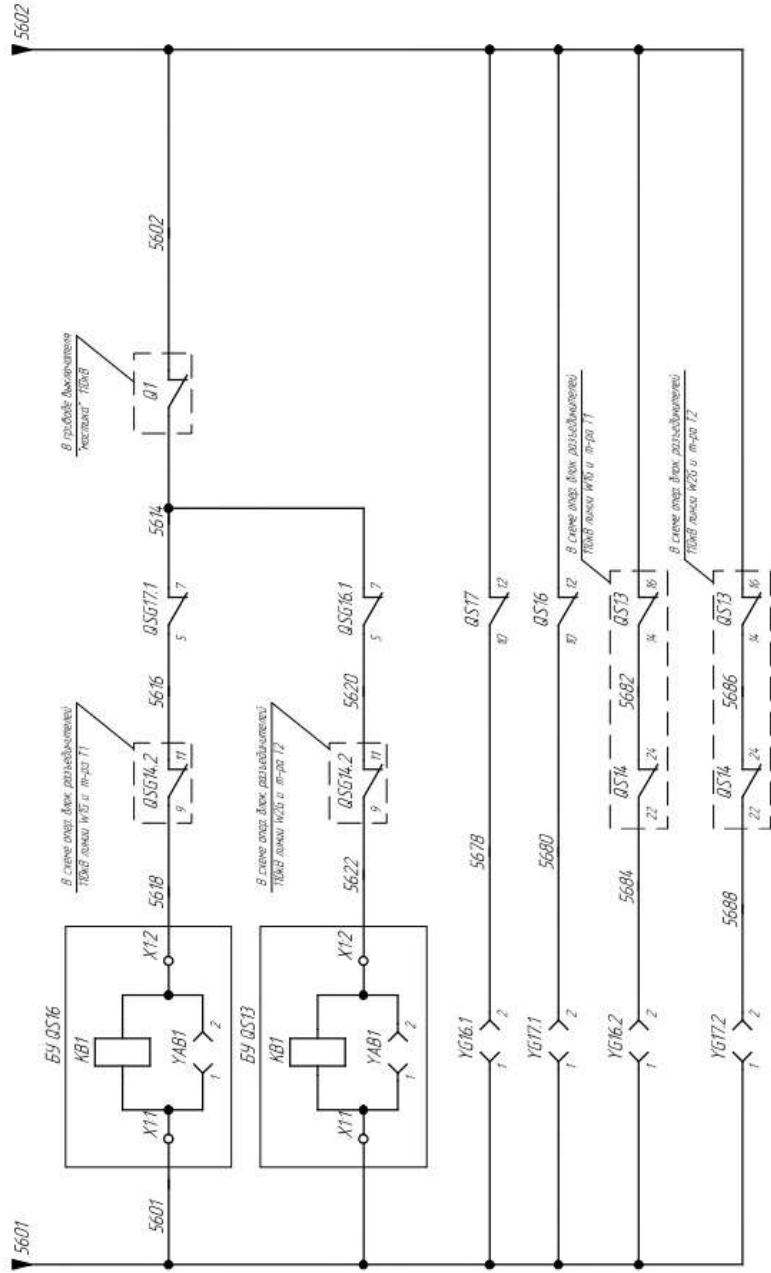 5601
5602
БУ QS16
KB1
X1:1
X1:2
YAB1
1
2
5601
5618
В схеме опер. блок. разъединителей
110кВ линии W1G и т-ра Т1
QSG14.2
9
11
5616
QSG17.1
5
7
5614
В приводе выключателя
"мостика" 110кВ
Q1
5602
БУ QS13
KB1
X1:1
X1:2
YAB1
1
2
5622
В схеме опер. блок. разъединителей
110кВ линии W2G и т-ра Т2
QSG14.2
9
11
5620
QSG16.1
5
7
YG16.1
1
2
5678
QS17
10
12
YG17.1
1
2
5680
QS16
10
12
YG16.2
1
2
5684
QS14
22
24
5682
QS13
14
16
В схеме опер. блок. разъединителей
110кВ линии W1G и т-ра Т1
YG17.2
1
2
5688
QS14
22
24
5686
QS13
14
16
В схеме опер. блок. разъединителей
110кВ линии W2G и т-ра Т2